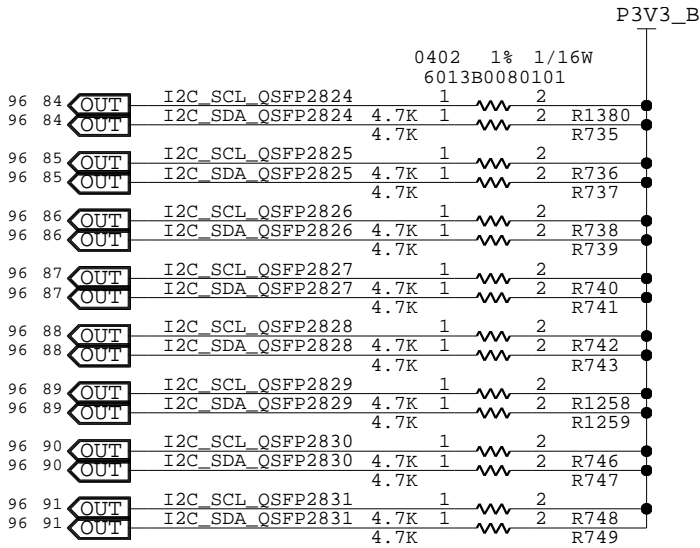 P3V3_B
0402 1% 1/16W
6013B0080101
96 84 OUT I2C_SCL_QSFP2824 1 2
96 84 OUT I2C_SDA_QSFP2824 4.7K 1 2 R1380
4.7K R735
96 85 OUT I2C_SCL_QSFP2825 1 2
96 85 OUT I2C_SDA_QSFP2825 4.7K 1 2 R736
4.7K R737
96 86 OUT I2C_SCL_QSFP2826 1 2
96 86 OUT I2C_SDA_QSFP2826 4.7K 1 2 R738
4.7K R739
96 87 OUT I2C_SCL_QSFP2827 1 2
96 87 OUT I2C_SDA_QSFP2827 4.7K 1 2 R740
4.7K R741
96 88 OUT I2C_SCL_QSFP2828 1 2
96 88 OUT I2C_SDA_QSFP2828 4.7K 1 2 R742
4.7K R743
96 89 OUT I2C_SCL_QSFP2829 1 2
96 89 OUT I2C_SDA_QSFP2829 4.7K 1 2 R1258
4.7K R1259
96 90 OUT I2C_SCL_QSFP2830 1 2
96 90 OUT I2C_SDA_QSFP2830 4.7K 1 2 R746
4.7K R747
96 91 OUT I2C_SCL_QSFP2831 1 2
96 91 OUT I2C_SDA_QSFP2831 4.7K 1 2 R748
4.7K R749